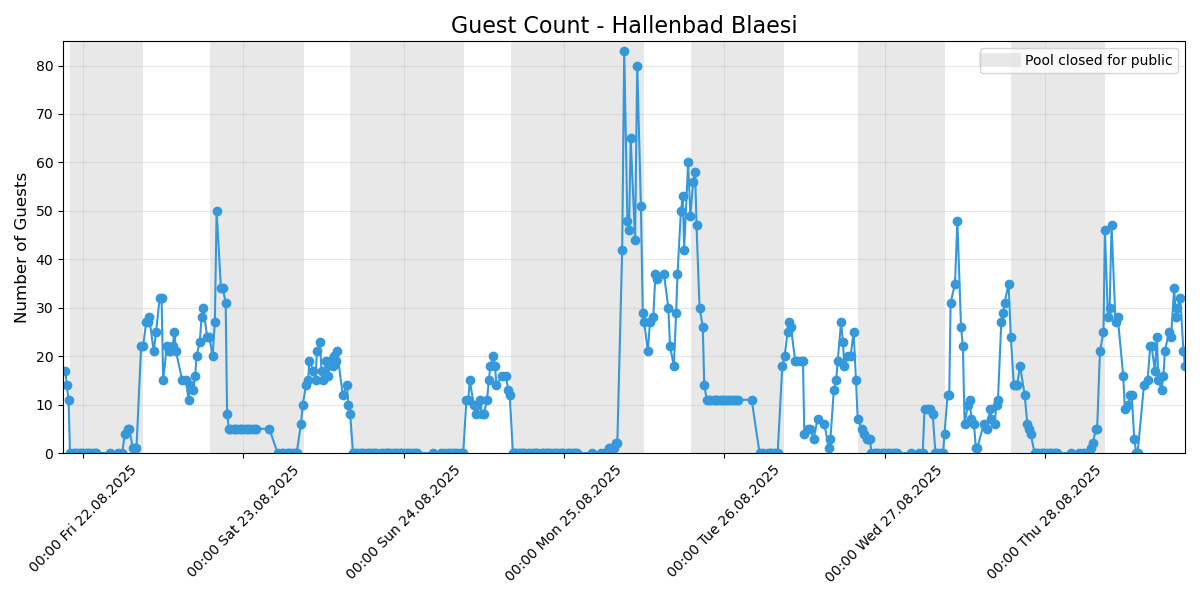 Guest Count - Hallenbad Blaesi
Pool closed for public
Number of Guests
80
70
60
50
40
30
20
10
0
00:00 Fri 22.08.2025
00:00 Sat 23.08.2025
00:00 Sun 24.08.2025
00:00 Mon 25.08.2025
00:00 Tue 26.08.2025
00:00 Wed 27.08.2025
00:00 Thu 28.08.2025